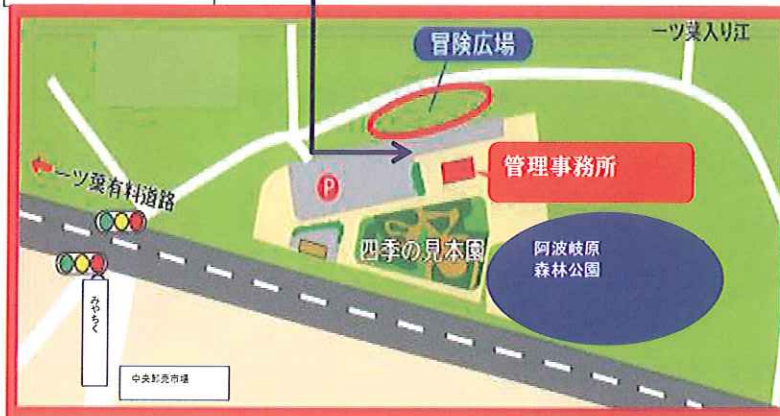 一ツ葉入り江
冒険広場
管理事務所
一ツ葉有料道路
P
四季の見本園
阿波岐原
森林公園
みやちく
中央卸売市場